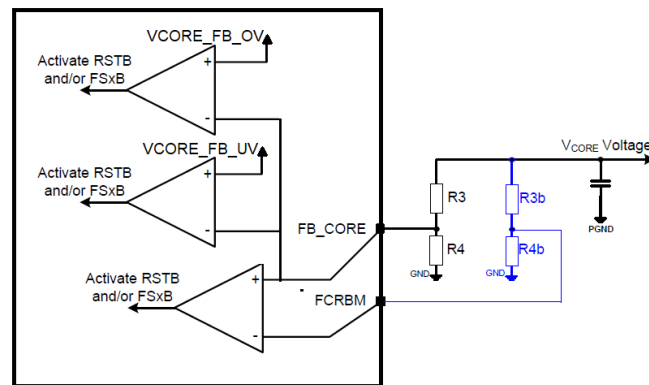 VCORE_FB_OV
Activate RSTB
and/or FSxB
+
-
VCORE_FB_UV
Activate RSTB
and/or FSxB
+
-
Activate RSTB
and/or FSxB
+
-
FB_CORE
FCRBM
VCORE Voltage
R3
R3b
R4
R4b
GND
GND
PGND